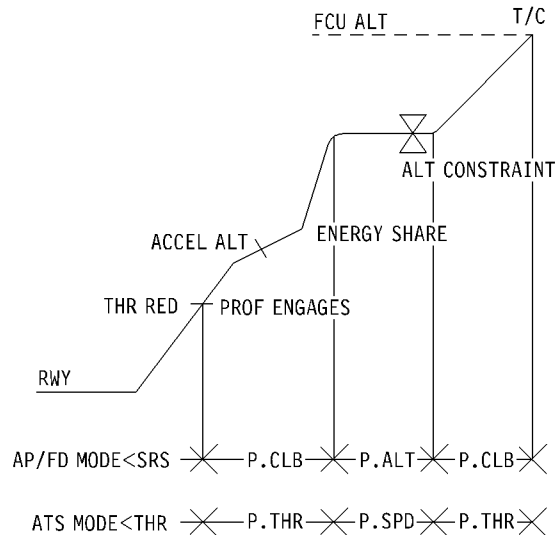 FCU ALT
T/C
ALT CONSTRAINT
ACCEL ALT
ENERGY SHARE
THR RED
PROF ENGAGES
RWY
AP/FD MODE<SRS P.CLB P.ALT P.CLB
ATS MODE<THR P.THR P.SPD P.THR